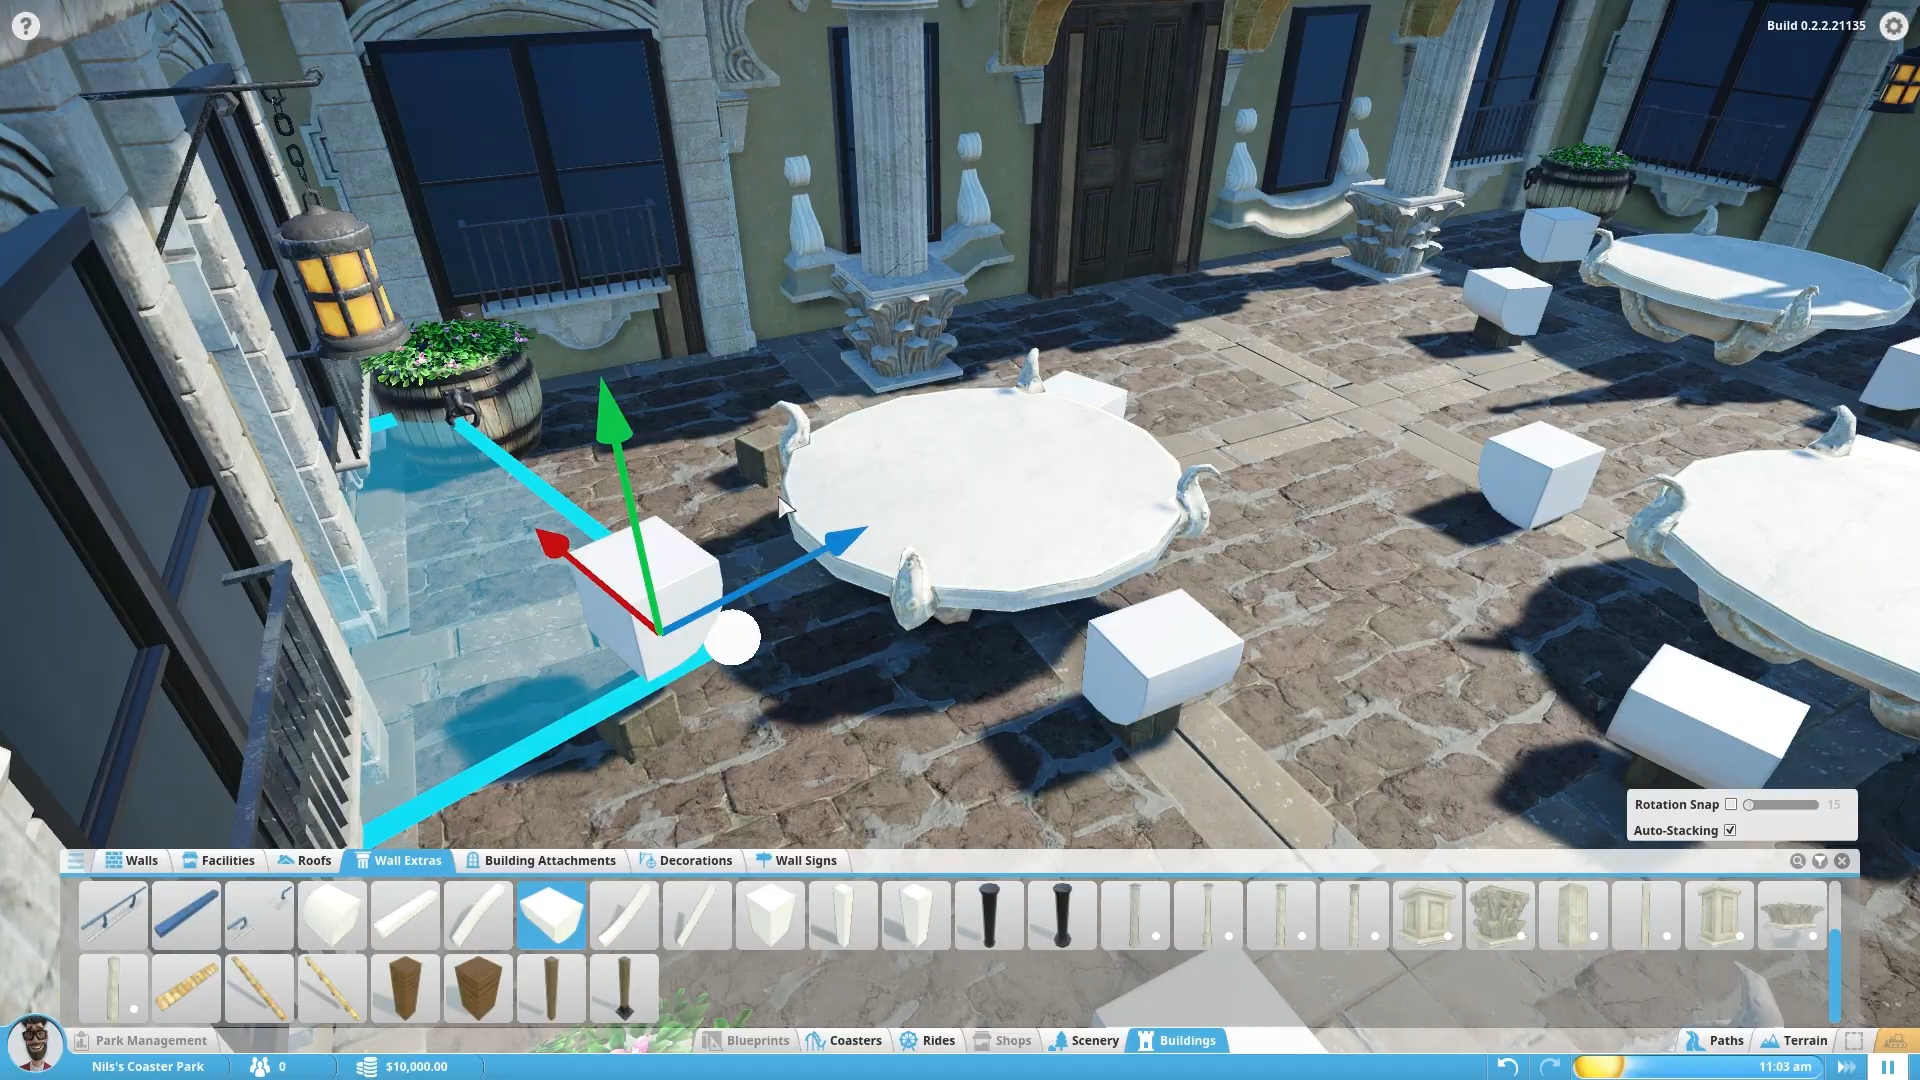 ?
Build 0.2.2.21135
Rotation Snap 15
Auto-Stacking
Walls Facilities Roofs Wall Extras Building Attachments Decorations Wall Signs
Park Management Blueprints Coasters Rides Shops Scenery Buildings Paths Terrain
Nils's Coaster Park 0 $10,000.00 11:03 am